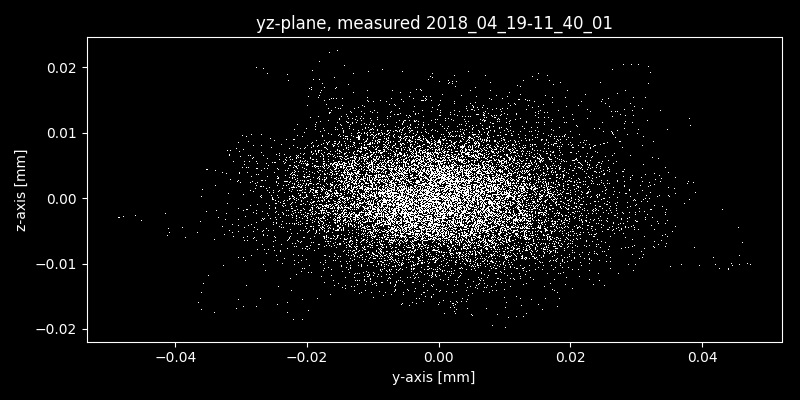 yz-plane, measured 2018_04_19-11_40_01
0.02
0.01
0.00
−0.01
−0.02
z-axis [mm]
−0.04 −0.02 0.00 0.02 0.04
y-axis [mm]